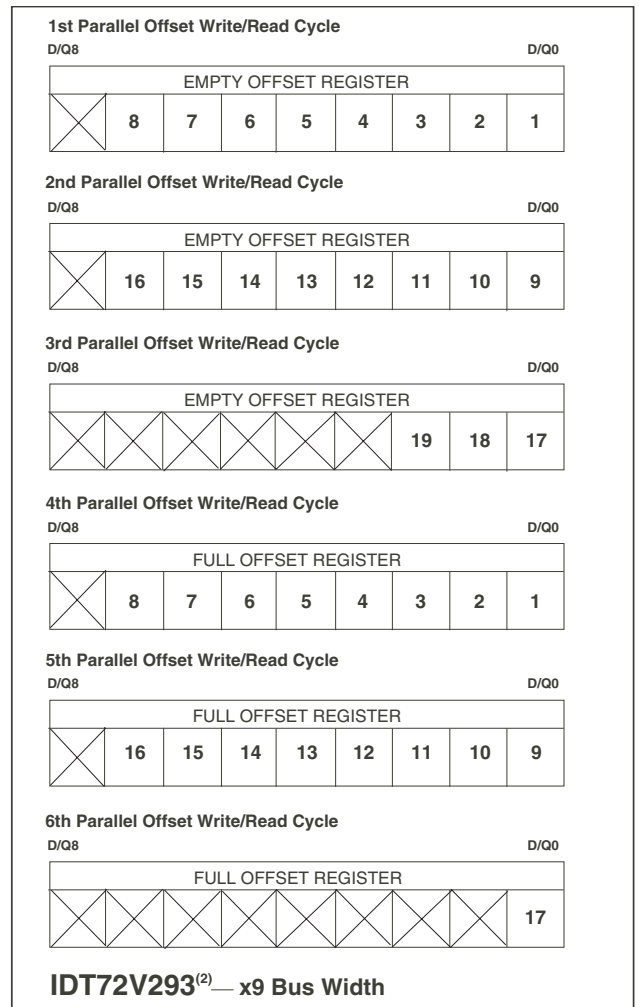 1st Parallel Offset Write/Read Cycle
D/Q8 D/Q0
EMPTY OFFSET REGISTER
8 7 6 5 4 3 2 1
2nd Parallel Offset Write/Read Cycle
D/Q8 D/Q0
EMPTY OFFSET REGISTER
16 15 14 13 12 11 10 9
3rd Parallel Offset Write/Read Cycle
D/Q8 D/Q0
EMPTY OFFSET REGISTER
19 18 17
4th Parallel Offset Write/Read Cycle
D/Q8 D/Q0
FULL OFFSET REGISTER
8 7 6 5 4 3 2 1
5th Parallel Offset Write/Read Cycle
D/Q8 D/Q0
FULL OFFSET REGISTER
16 15 14 13 12 11 10 9
6th Parallel Offset Write/Read Cycle
D/Q8 D/Q0
FULL OFFSET REGISTER
17
IDT72V293(2)— x9 Bus Width